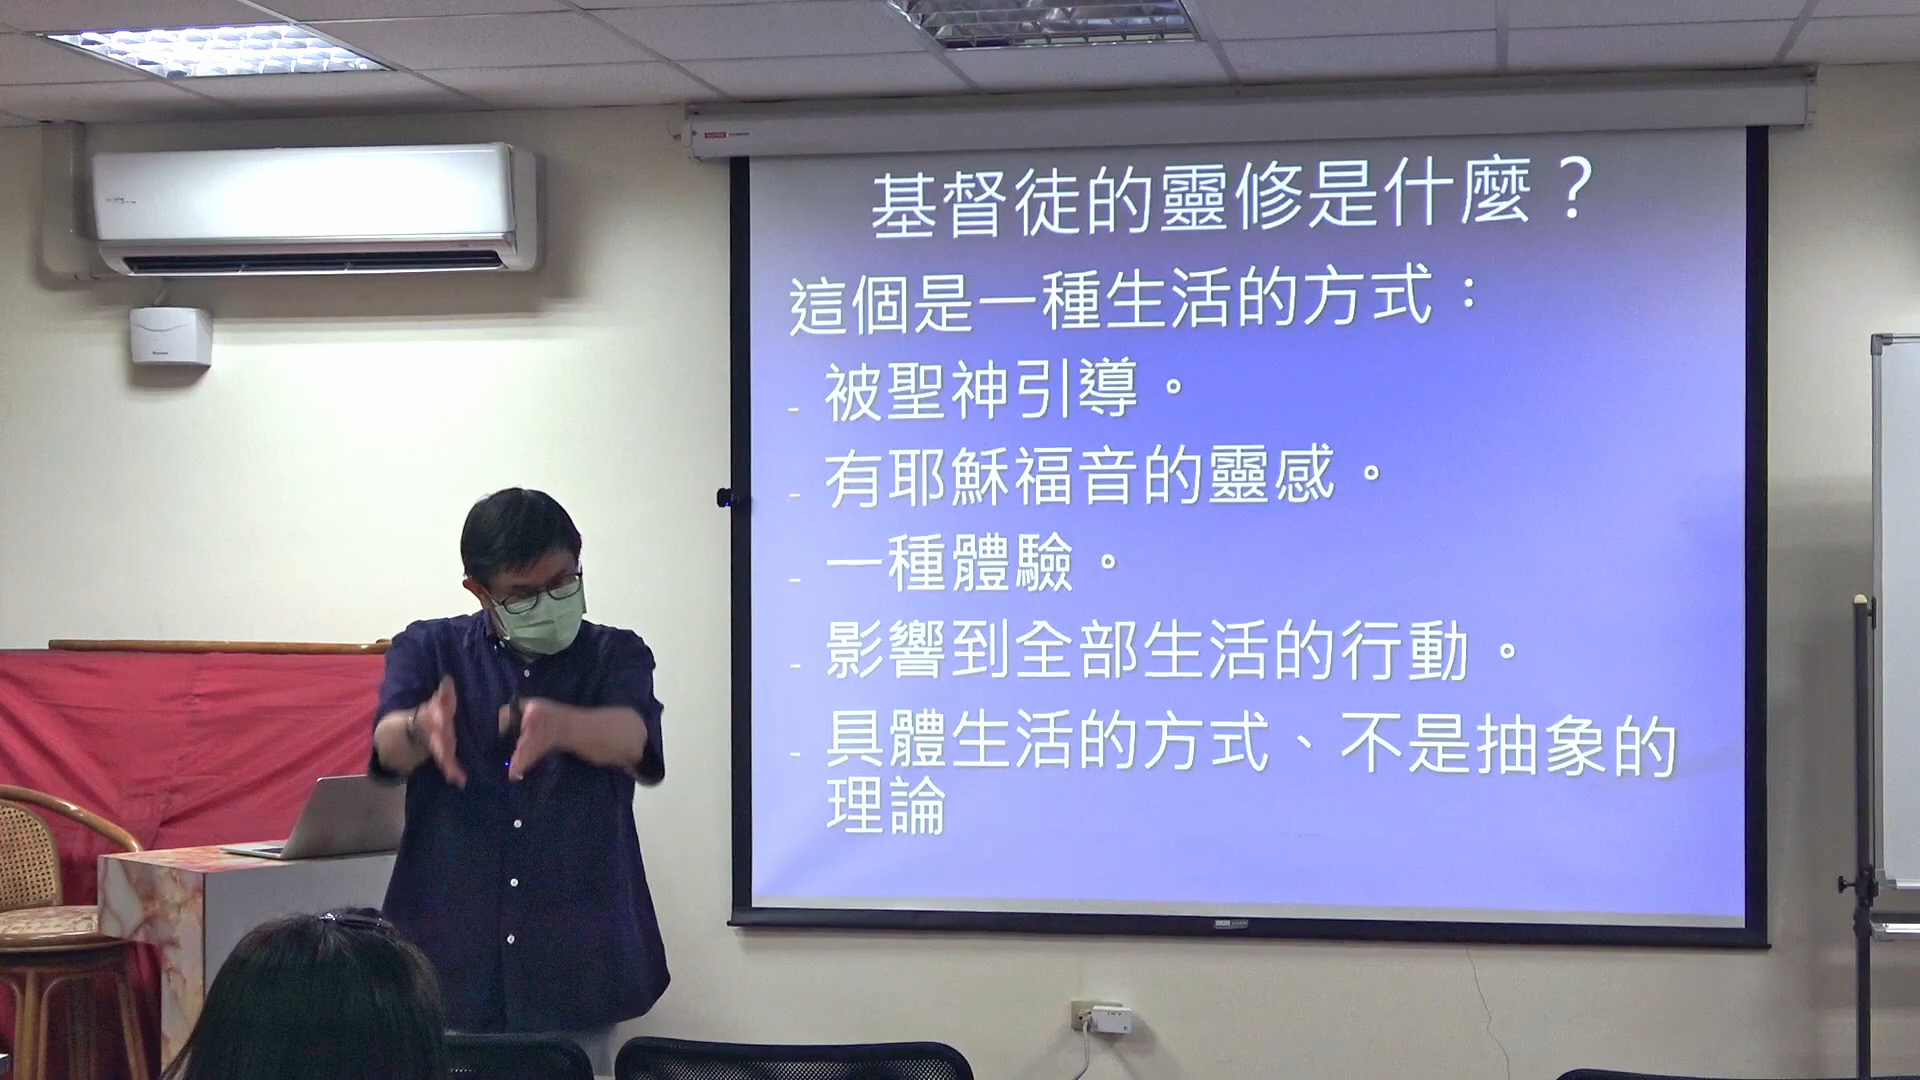 基督徒的靈修是什麼？
這個是一種生活的方式：
- 被聖神引導。
- 有耶穌福音的靈感。
- 一種體驗。
- 影響到全部生活的行動。
- 具體生活的方式、不是抽象的
理論